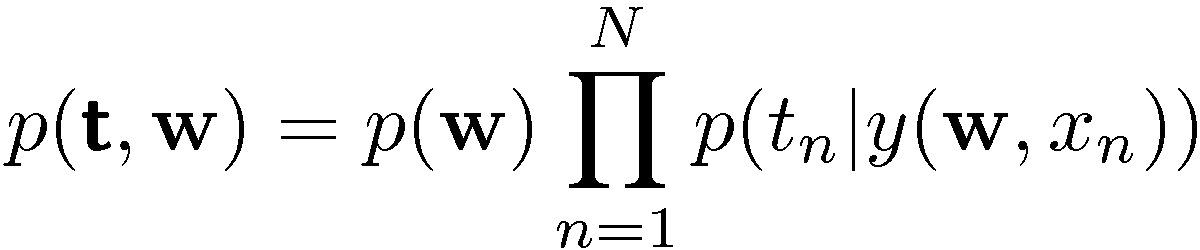 p(𝘁, 𝐰) = p(𝐰) ∏_{n=1}^{N} p(t_n|y(𝐰, x_n))